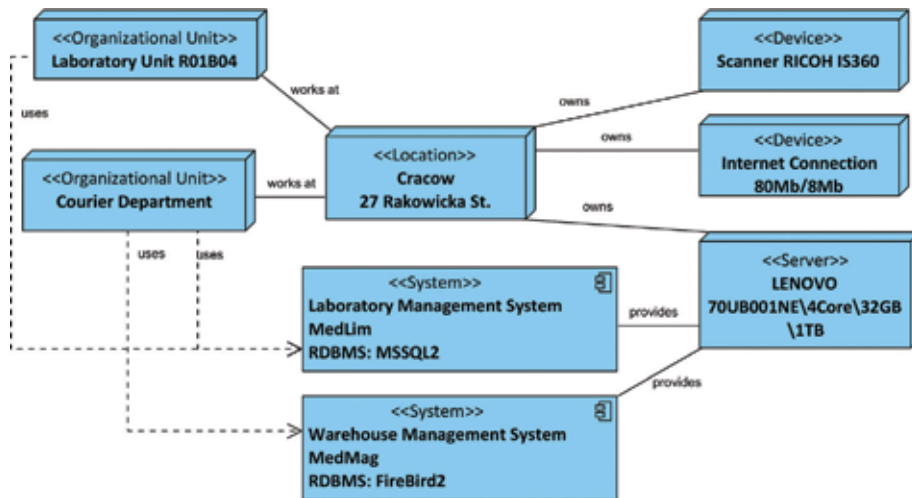 <<Organizational Unit>>
Laboratory Unit R01B04
<<Device>>
Scanner RICOH IS360
works at
owns
uses
<<Location>>
Cracow
27 Rakowicka St.
owns
<<Device>>
Internet Connection
80Mb/8Mb
<<Organizational Unit>>
Courier Department
works at
owns
uses
uses
<<Server>>
LENOVO
70UB001NE\4Core\32GB
\1TB
<<System>>
Laboratory Management System
MedLim
RDBMS: MSSQL2
provides
provides
<<System>>
Warehouse Management System
MedMag
RDBMS: FireBird2